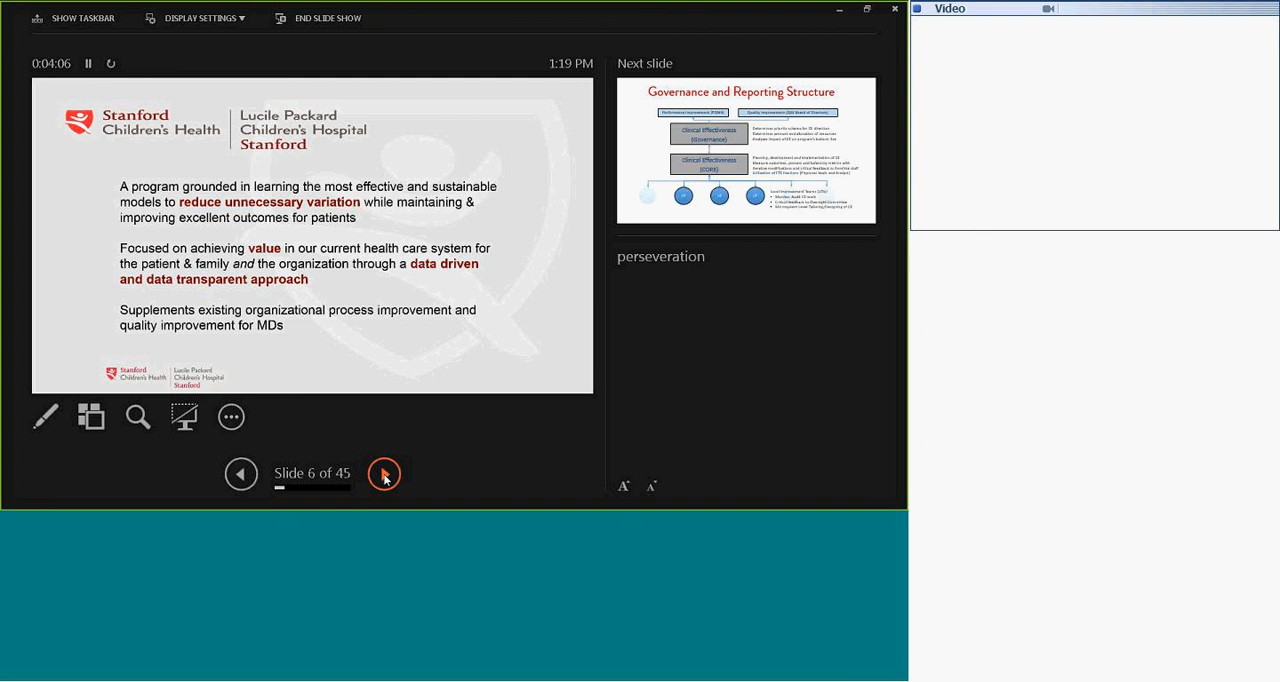 SHOW TASKBAR
DISPLAY SETTINGS ▼
END SLIDE SHOW
Video
0:04:06
1:19 PM
Next slide
Stanford
Children's Health
Lucile Packard
Children's Hospital
Stanford
A program grounded in learning the most effective and sustainable
models to reduce unnecessary variation while maintaining &
improving excellent outcomes for patients
Focused on achieving value in our current health care system for
the patient & family and the organization through a data driven
and data transparent approach
Supplements existing organizational process improvement and
quality improvement for MDs
Stanford
Children's Health
Lucile Packard
Children's Hospital
Stanford
Governance and Reporting Structure
Clinical Effectiveness
(Governance)
Clinical Effectiveness
(CORE)
perseveration
Slide 6 of 45
A
A